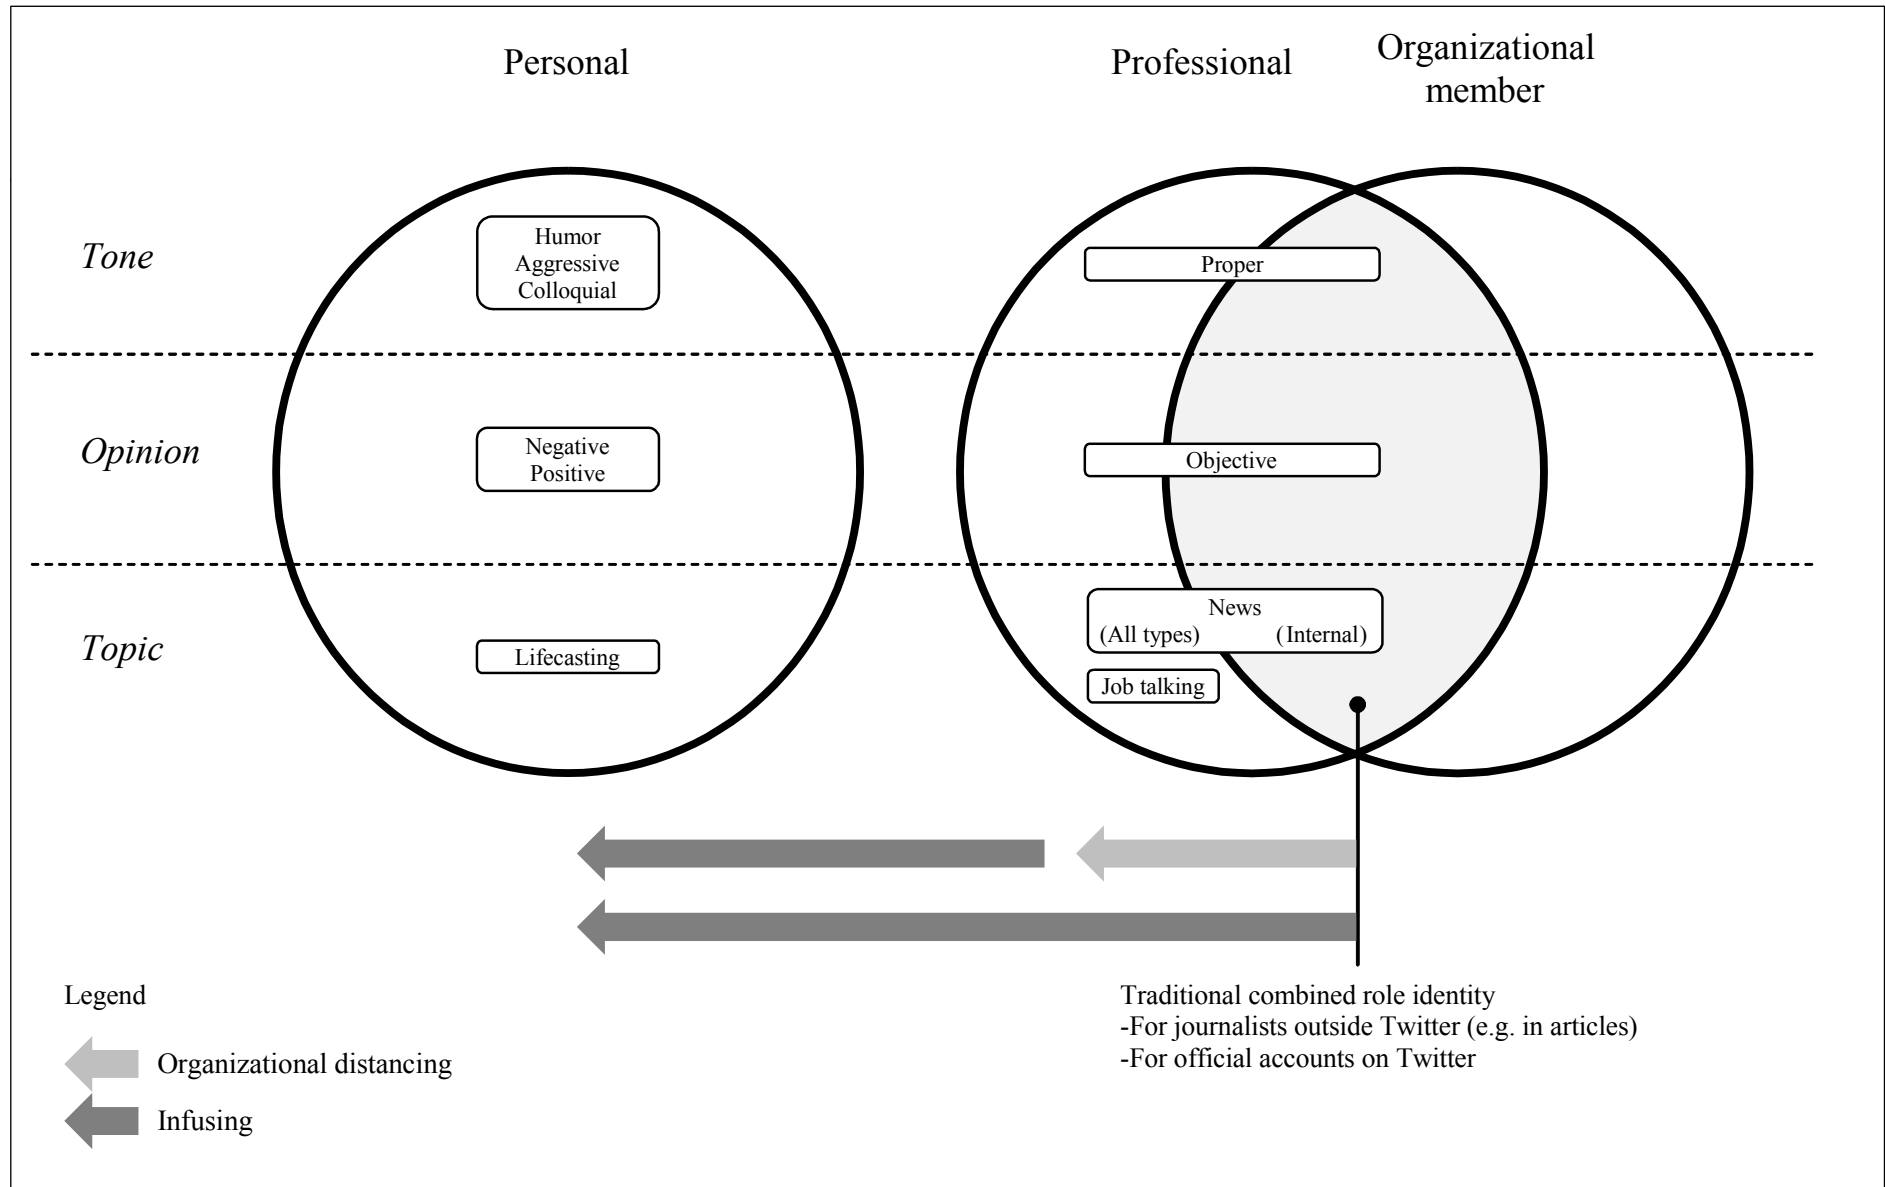 Personal
Professional
Organizational
member
Tone
Humor
Aggressive
Colloquial
Proper
Opinion
Negative
Positive
Objective
Topic
Lifecasting
News
(All types) (Internal)
Job talking
Legend
Organizational distancing
Infusing
Traditional combined role identity
-For journalists outside Twitter (e.g. in articles)
-For official accounts on Twitter